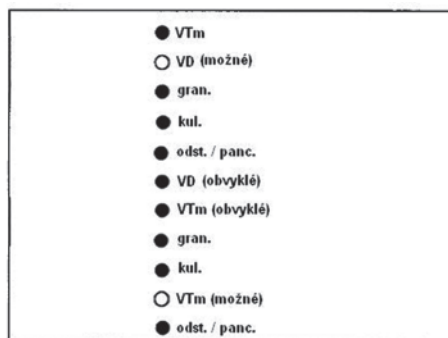 VTm
VD (možné)
gran.
kul.
odst. / panc.
VD (obvyklé)
VTm (obvyklé)
gran.
kul.
VTm (možné)
odst. / panc.